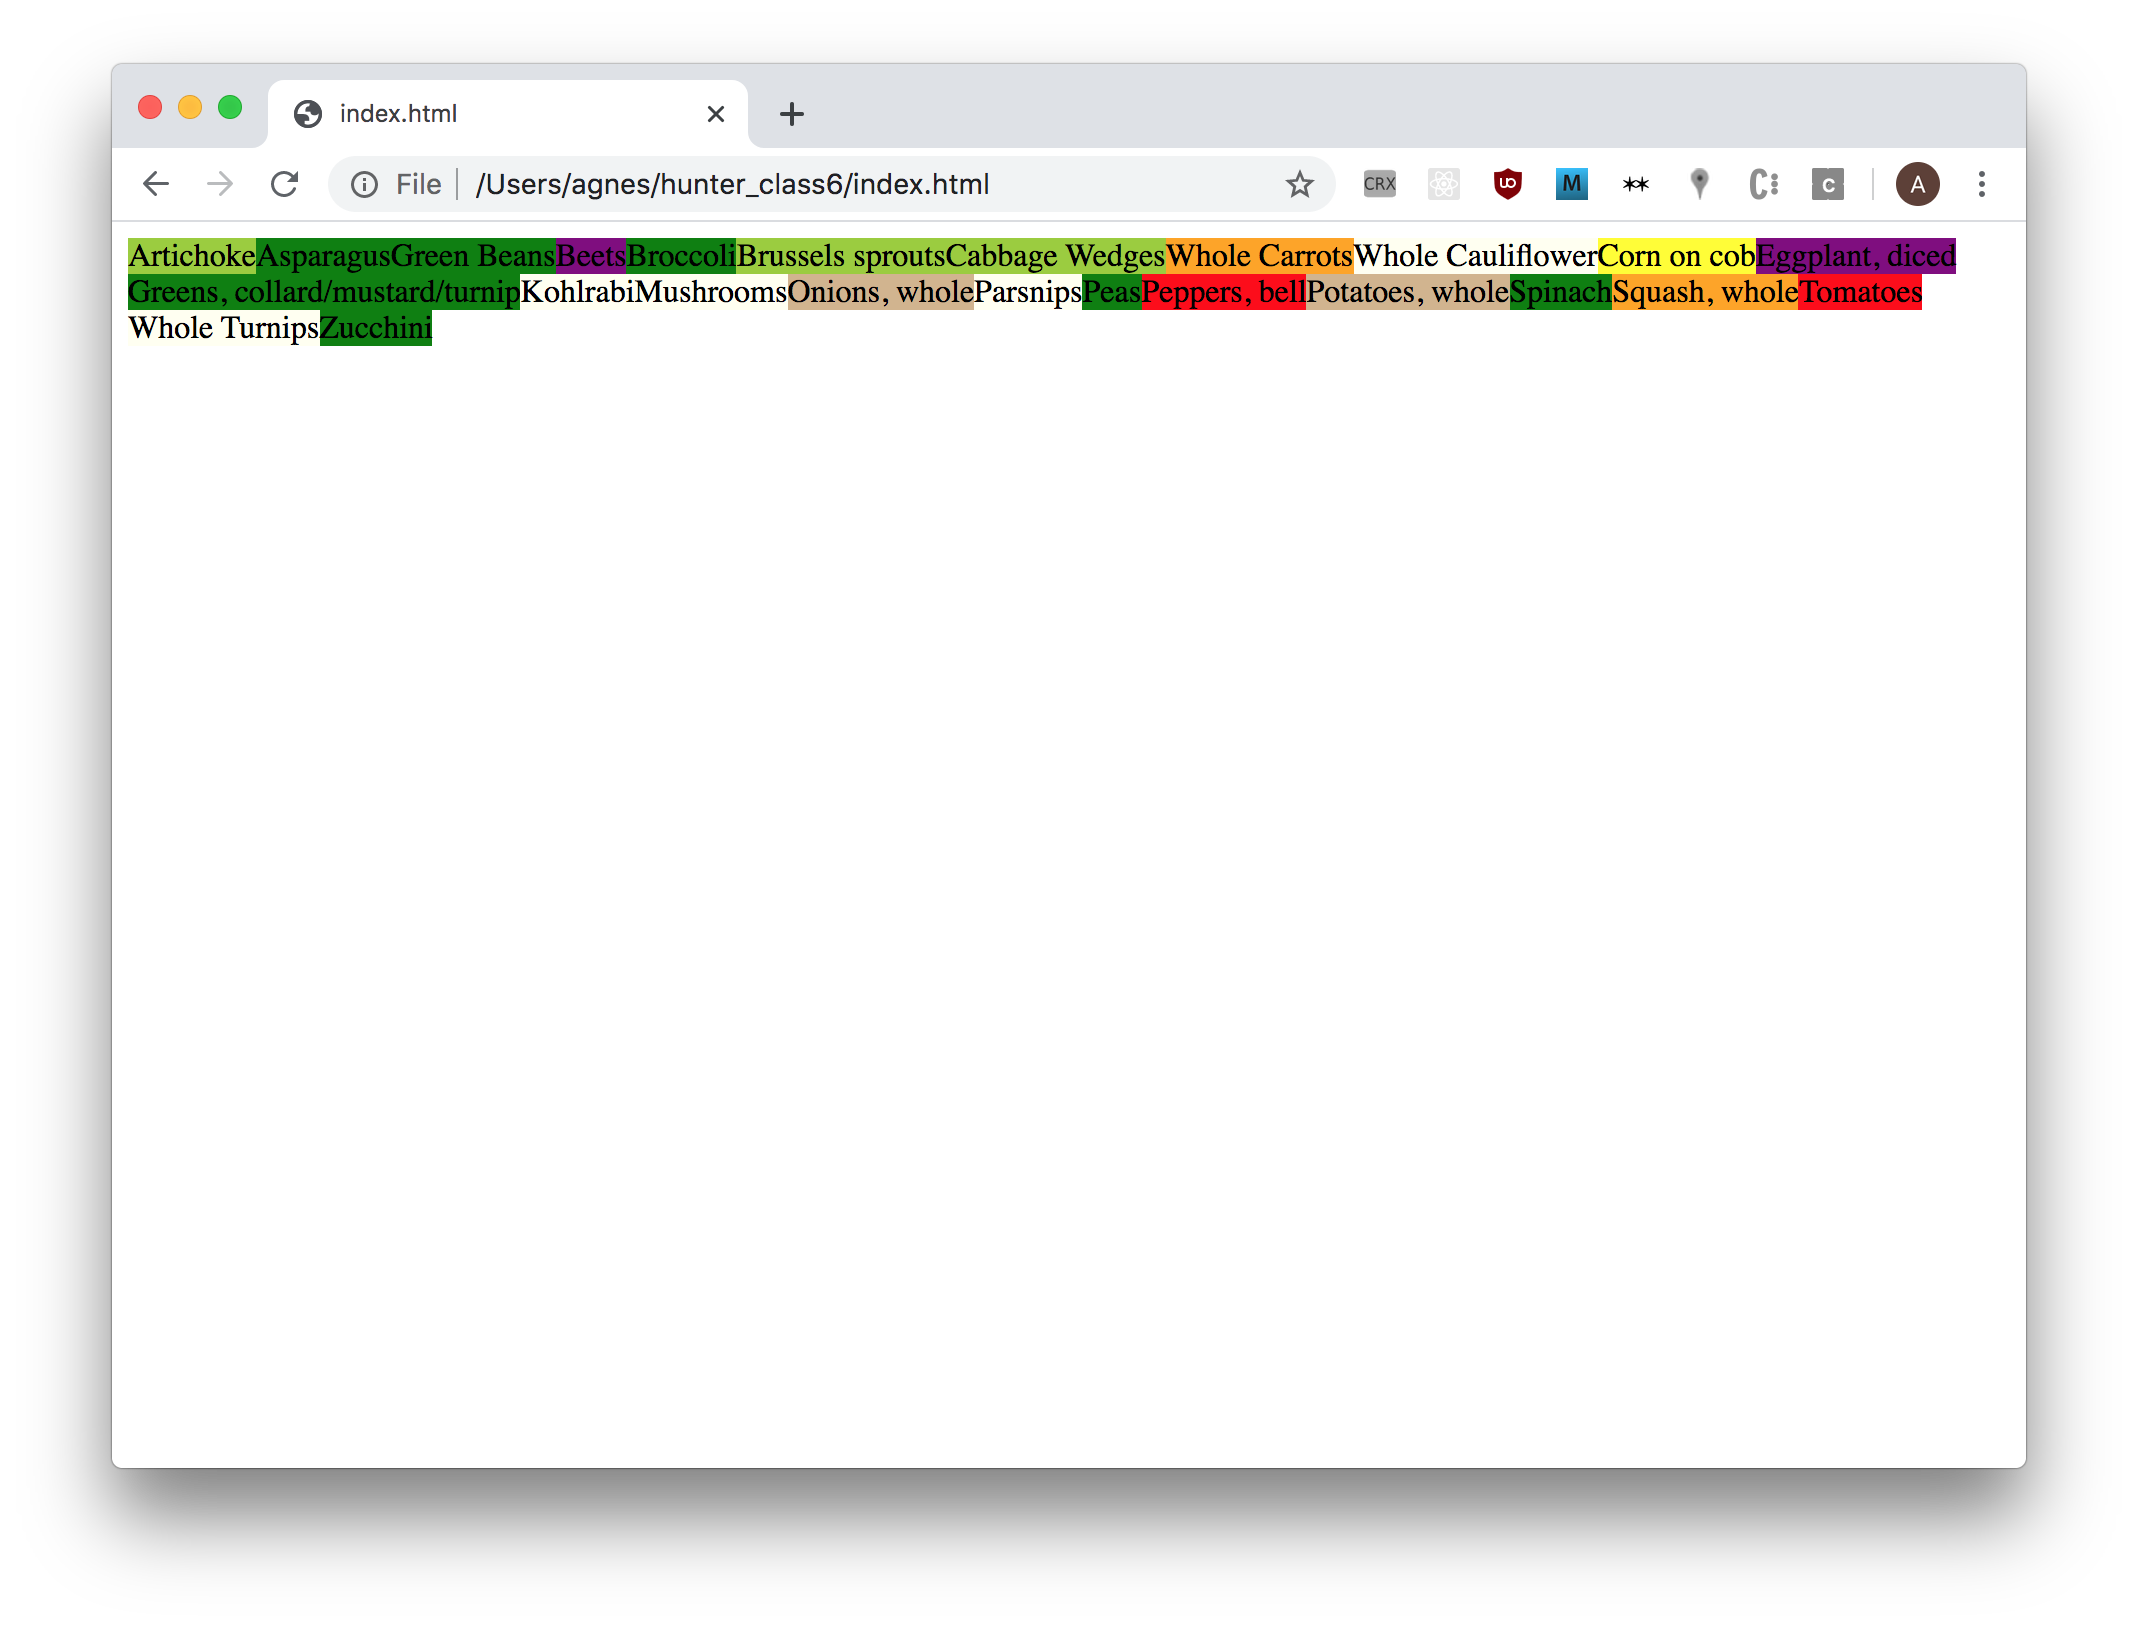 index.html
File /Users/agnes/hunter_class6/index.html CRX UO M ** C: C A
ArtichokeAsparagusGreen BeansBeetsBroccoliBrussels sproutsCabbage WedgesWhole CarrotsWhole CauliflowerCorn on cobEggplant, diced
Greens, collard/mustard/turnipKohlrabiMushroomsOnions, wholeParsnipsPeasPeppers, bellPotatoes, wholeSpinachSquash, wholeTomatoes
Whole TurnipsZucchini